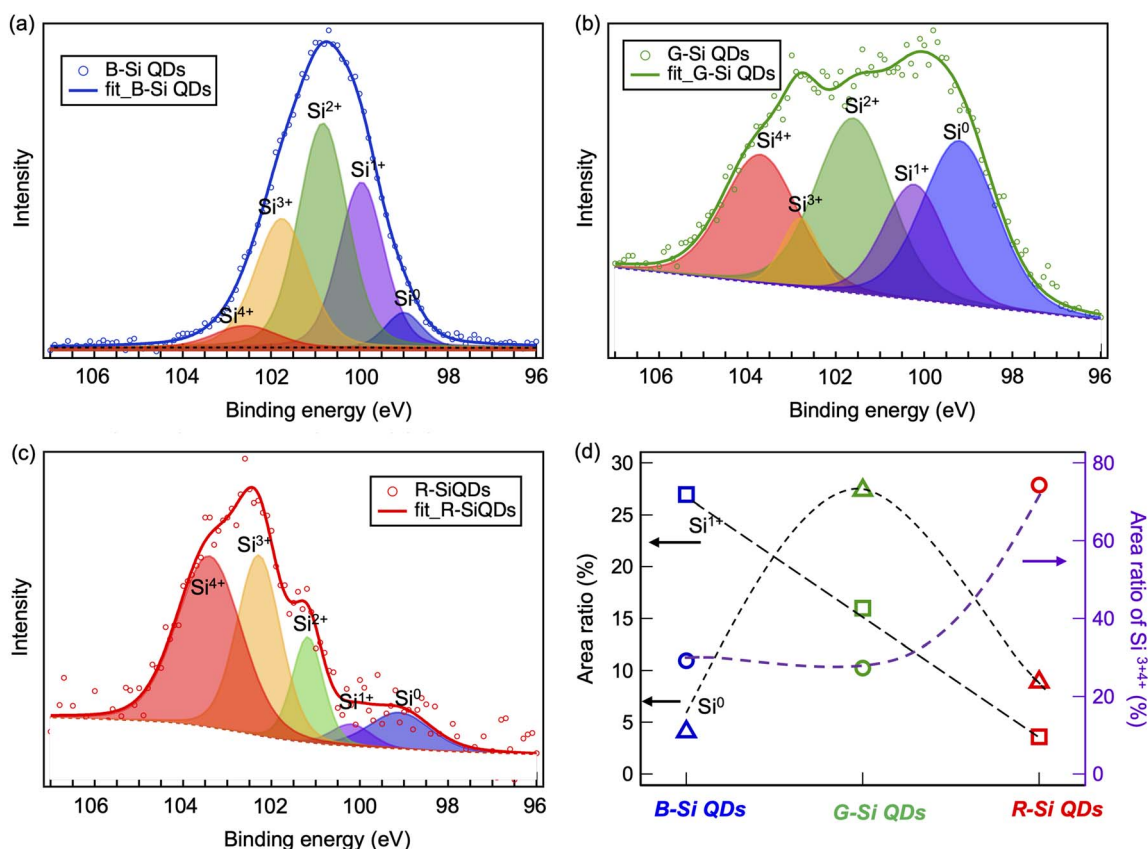 (a)
B-Si QDs
fit_B-Si QDs
Si2+
Si1+
Si3+
Si0
Si4+
Intensity
106 104 102 100 98 96
Binding energy (eV)
(b)
G-Si QDs
fit_G-Si QDs
Si2+
Si0
Si4+
Si1+
Si3+
Intensity
106 104 102 100 98 96
Binding energy (eV)
(c)
R-SiQDs
fit_R-SiQDs
Si3+
Si4+
Si2+
Si1+
Si0
Intensity
106 104 102 100 98 96
Binding energy (eV)
(d)
30
25
20
15
10
5
0
Area ratio (%)
Si1+
Si0
80
60
40
20
0
Area ratio of Si 3+4+ (%)
B-Si QDs G-Si QDs R-Si QDs